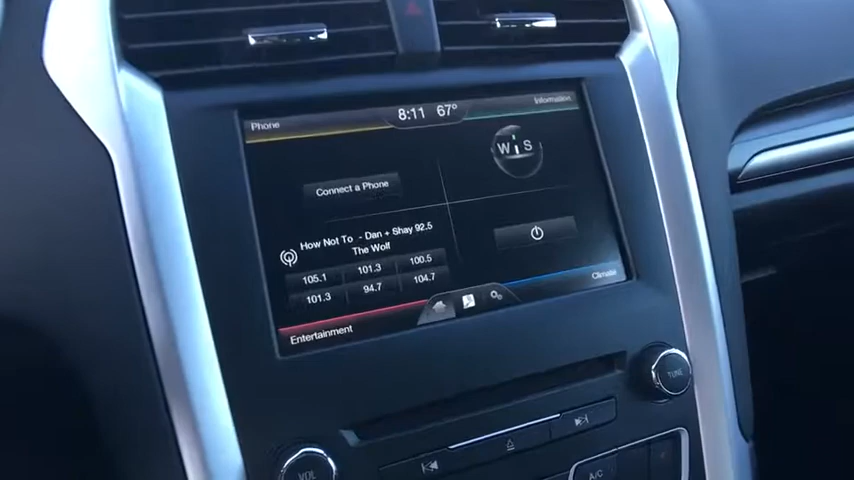 Phone
8:11 67°
Information
W S
Connect a Phone
How Not To - Dan + Shay 92.5
The Wolf
105.1 101.3 100.5
101.3 94.7 104.7
Climate
Entertainment
TUNE
VOL
A/C